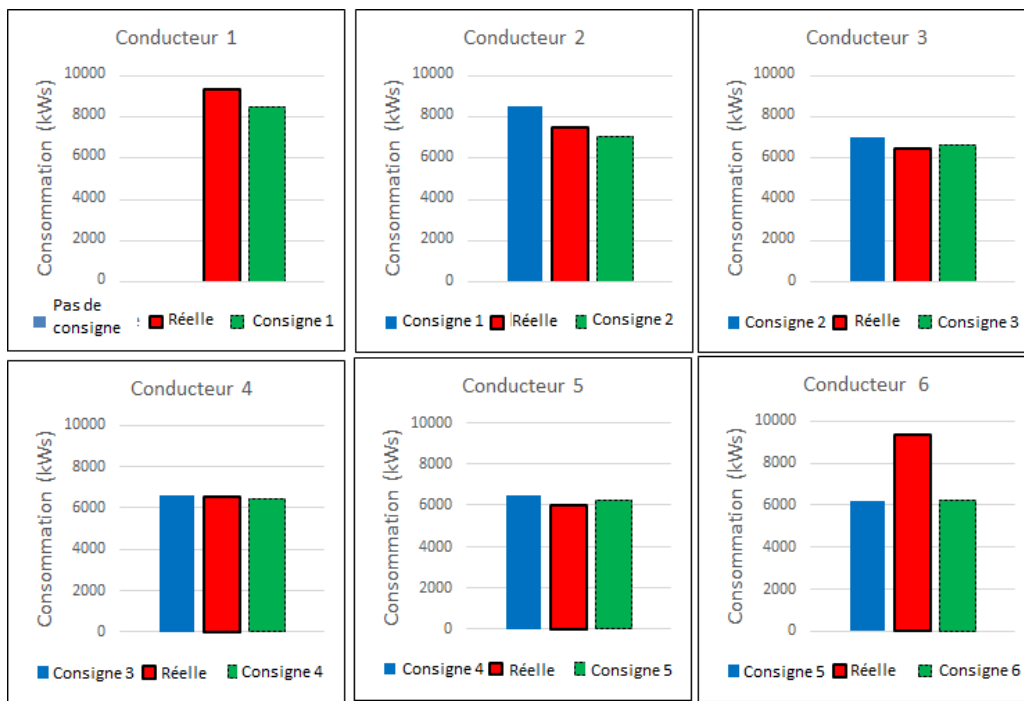 Conducteur 1
Consommation (kWs)
10000
8000
6000
4000
2000
0
Pas de
consigne
Réelle
Consigne 1
Conducteur 2
Consommation (kWs)
10000
8000
6000
4000
2000
0
Consigne 1 Réelle Consigne 2
Conducteur 3
Consommation (kWs)
10000
8000
6000
4000
2000
0
Consigne 2 Réelle Consigne 3
Conducteur 4
Consommation (kWs)
10000
8000
6000
4000
2000
0
Consigne 3 Réelle Consigne 4
Conducteur 5
Consommation (kWs)
10000
8000
6000
4000
2000
0
Consigne 4 Réelle Consigne 5
Conducteur 6
Consommation (kWs)
10000
8000
6000
4000
2000
0
Consigne 5 Réelle Consigne 6